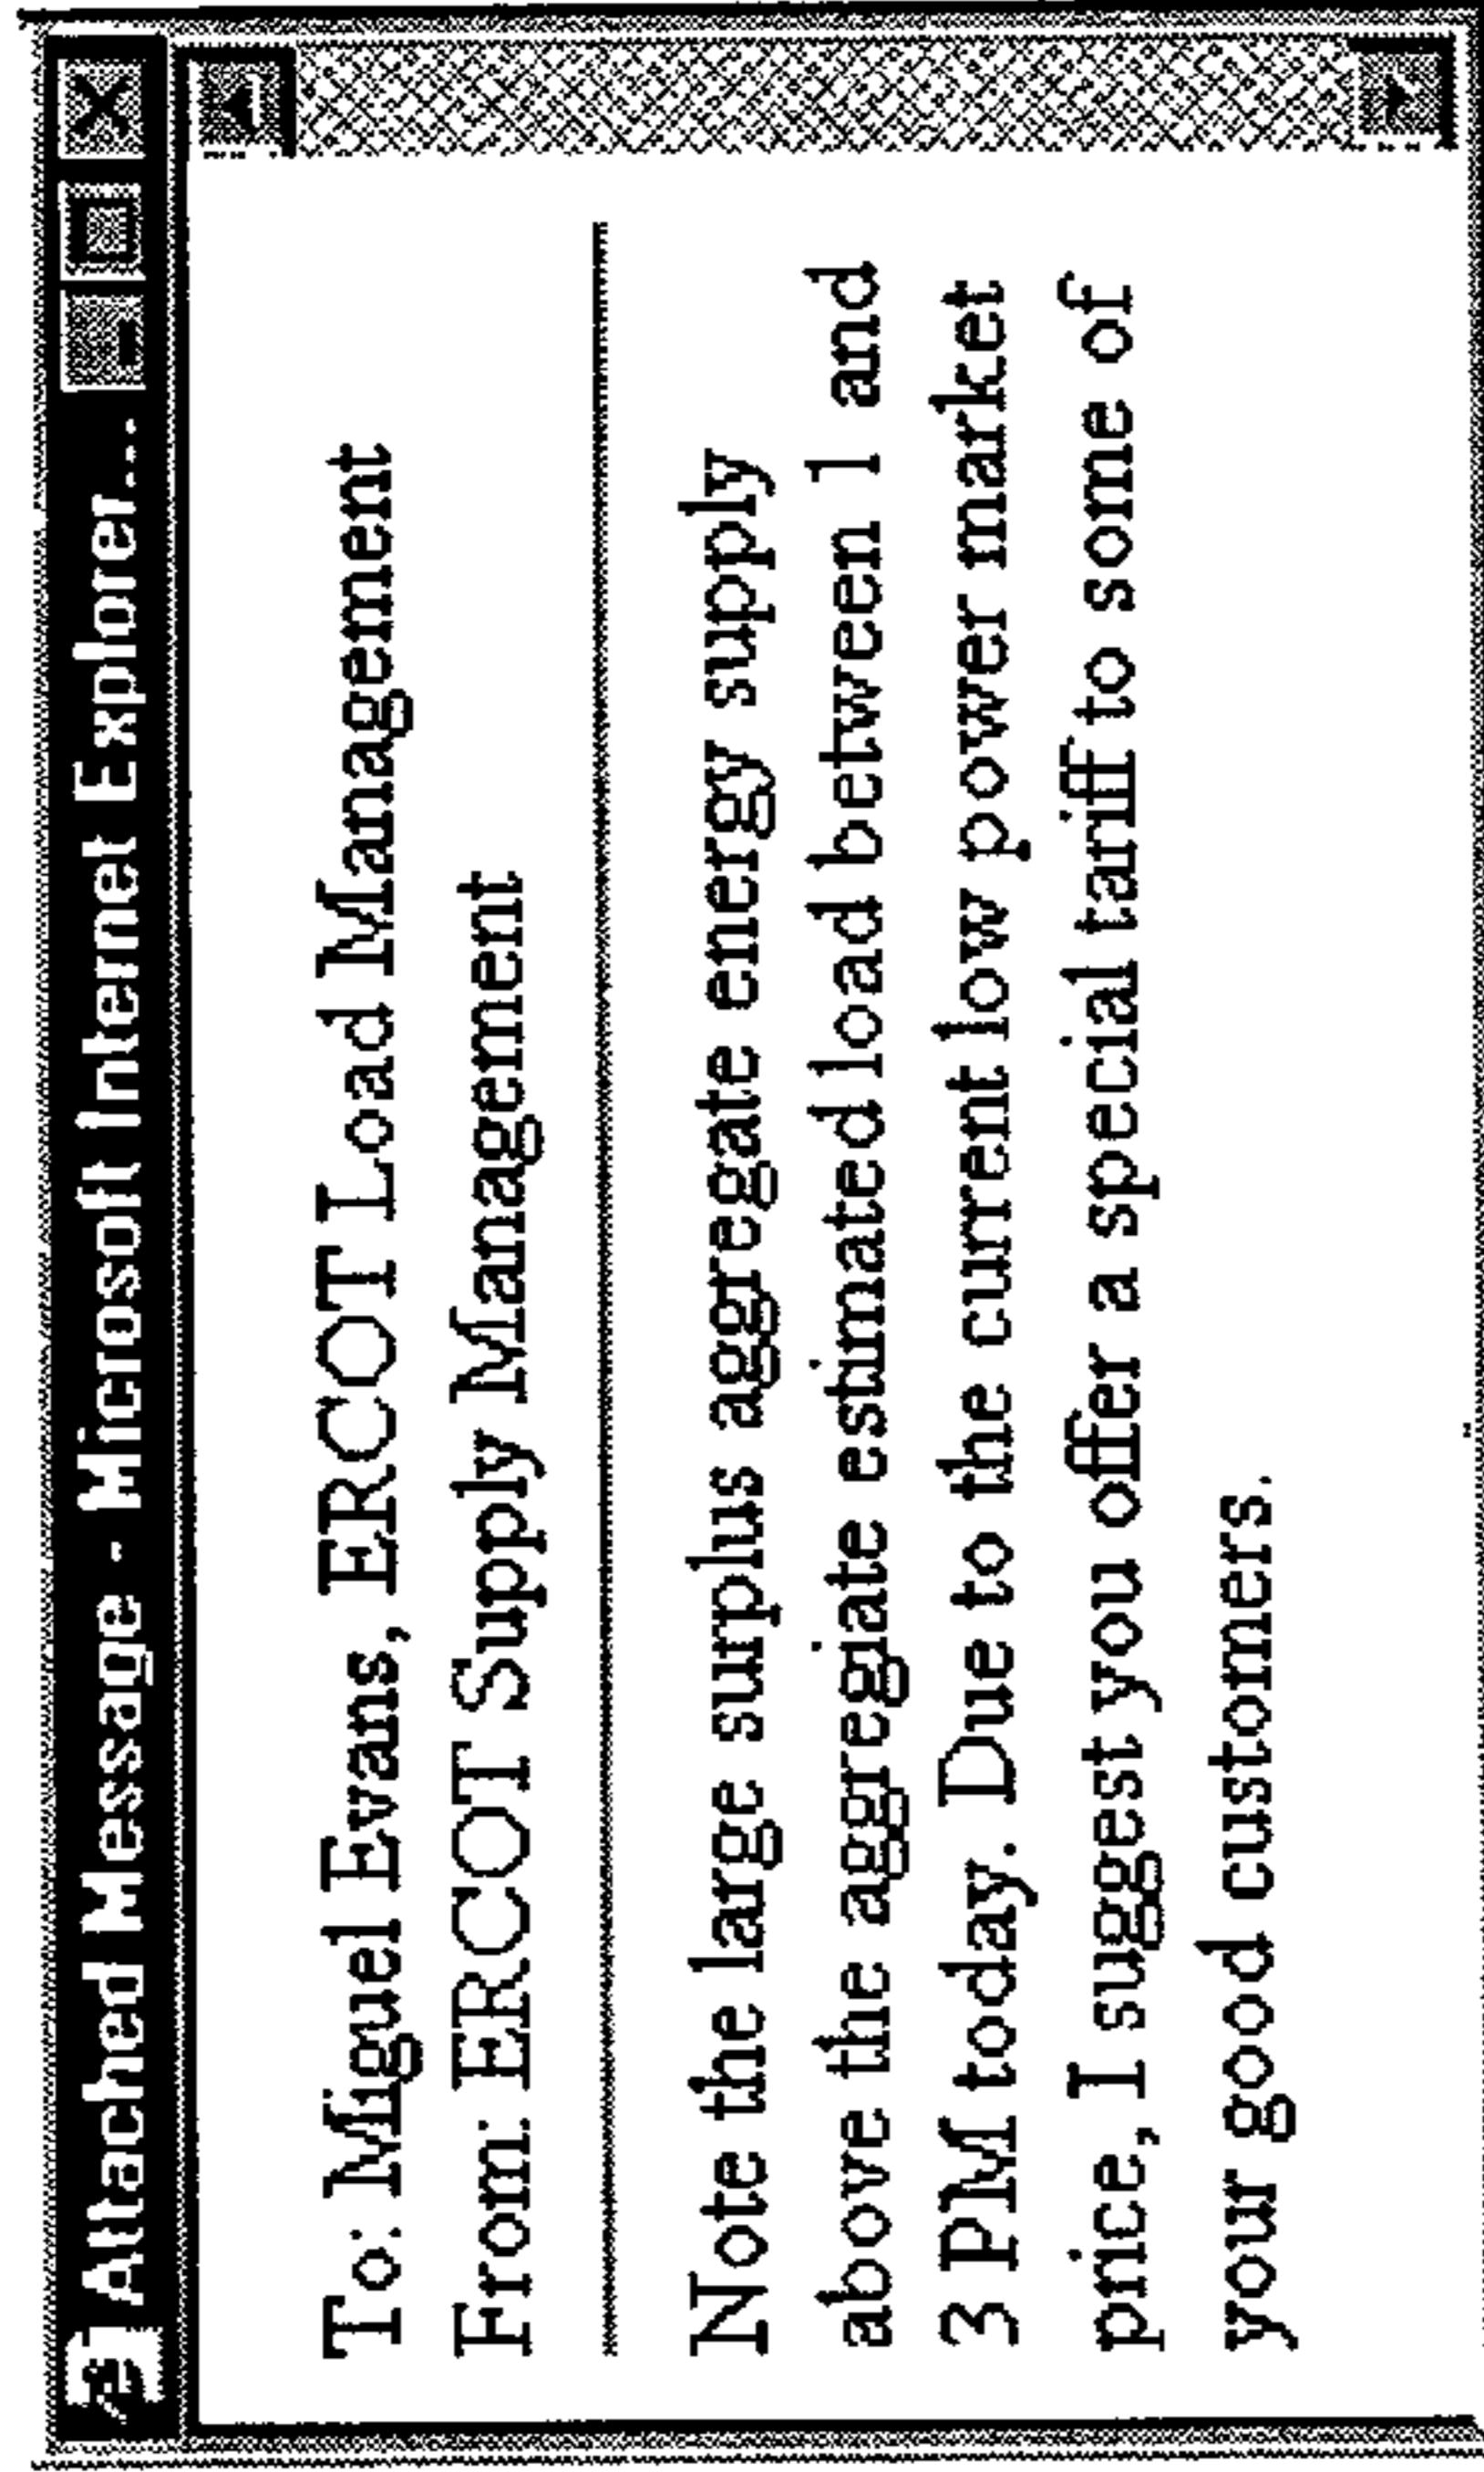 Attached Message - Microsoft Internet Explorer...
To: Miguel Evans, ERCOT Load Management
From: ERCOT Supply Management
Note the large surplus aggregate energy supply
above the aggregiate estimated load between 1 and
3 PM today. Due to the current low power market
price, I suggest you offer a special tariff to some of
your good customers.